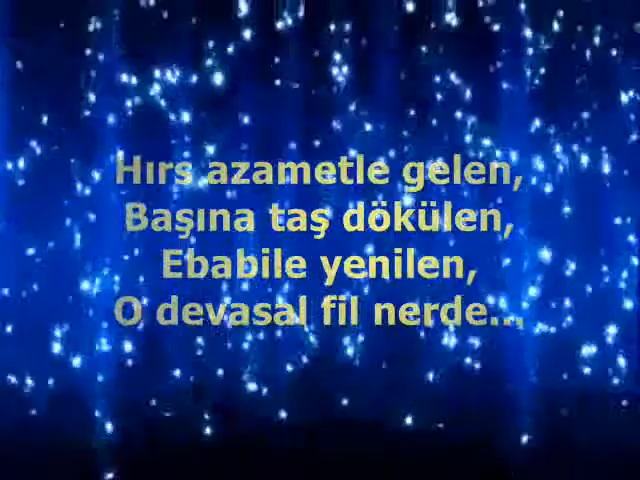 Hırs azametle gelen,
Başına taş dökülen,
Ebabile yenilen,
O devasal fil nerde...